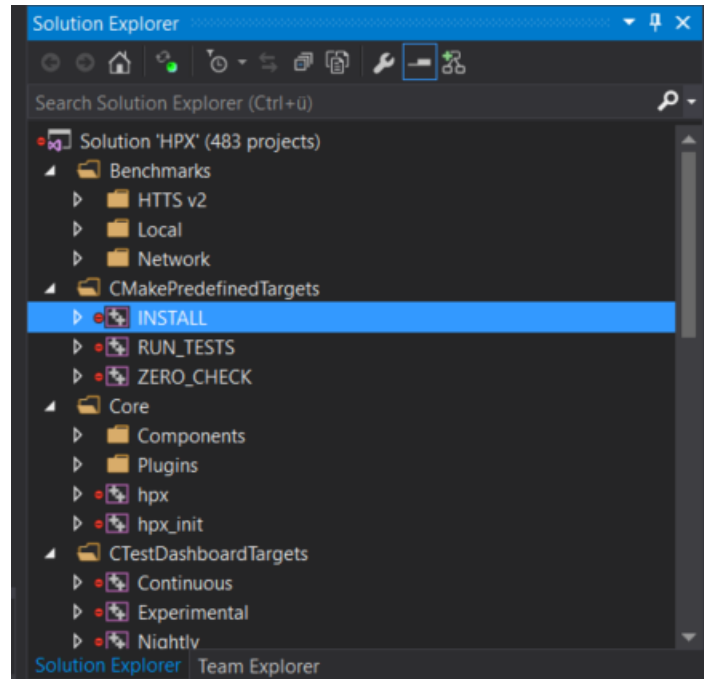 Solution Explorer
Search Solution Explorer (Ctrl+ü)
Solution 'HPX' (483 projects)
Benchmarks
HTTS v2
Local
Network
CMakePredefinedTargets
INSTALL
RUN_TESTS
ZERO_CHECK
Core
Components
Plugins
hpx
hpx_init
CTestDashboardTargets
Continuous
Experimental
Nightly
Solution Explorer Team Explorer